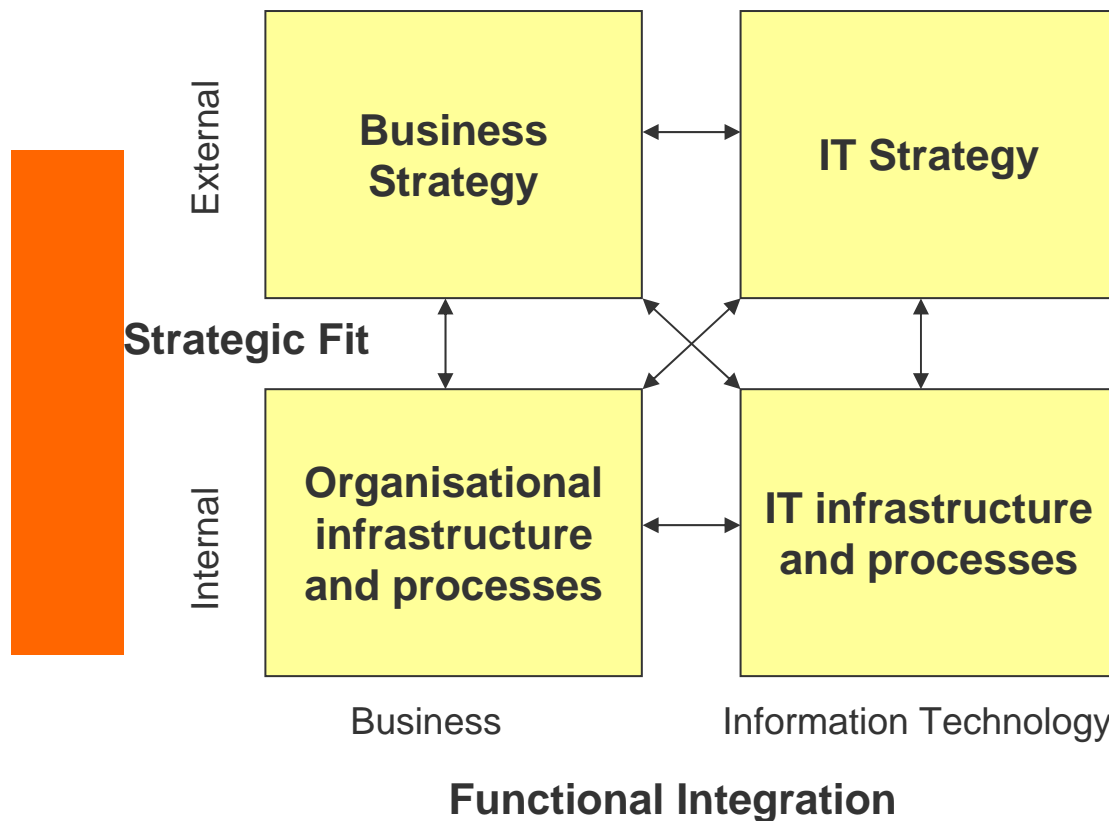 External
Business
Strategy
IT Strategy
Strategic Fit
Internal
Organisational
infrastructure
and processes
IT infrastructure
and processes
Business
Information Technology
Functional Integration